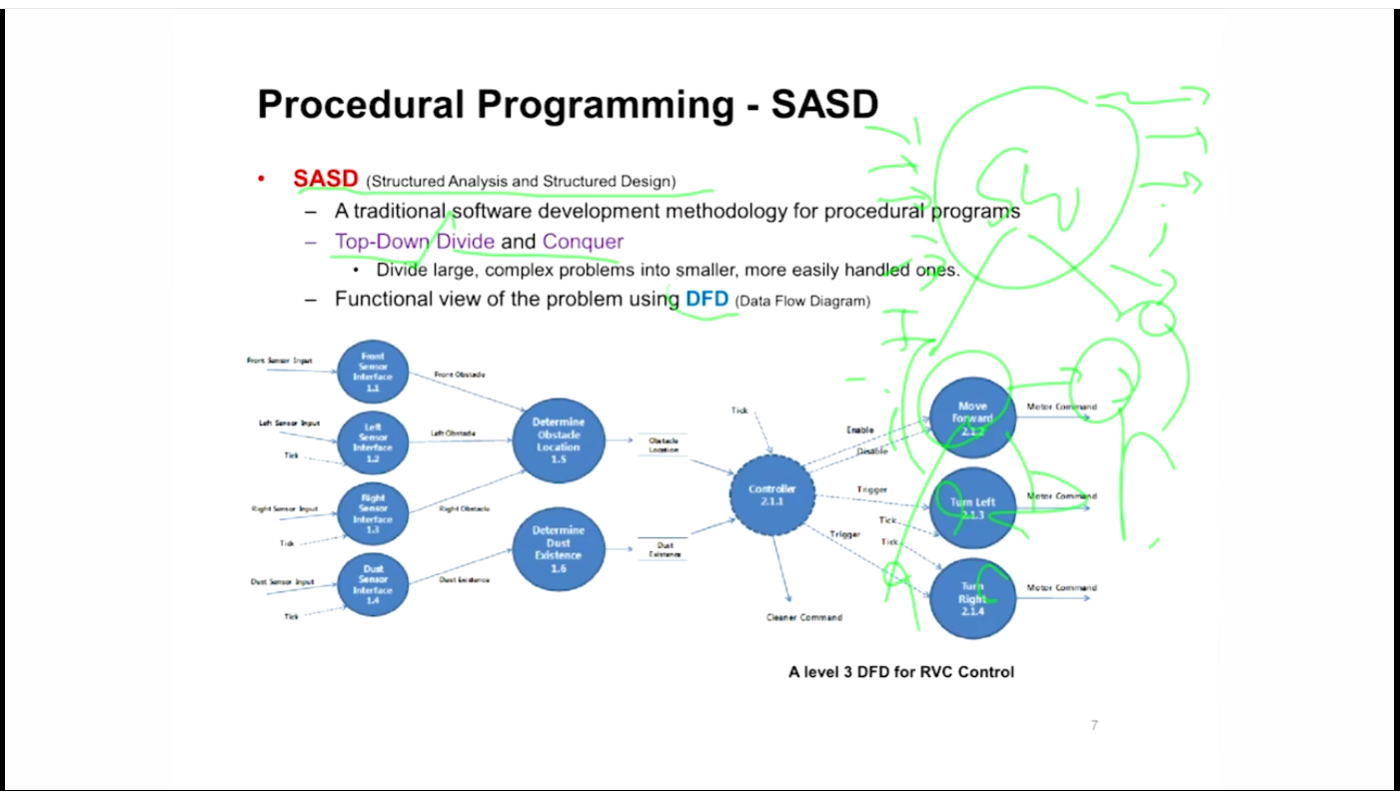 Procedural Programming - SASD
• SASD (Structured Analysis and Structured Design)
– A traditional software development methodology for procedural programs
– Top-Down Divide and Conquer
• Divide large, complex problems into smaller, more easily handled ones.
– Functional view of the problem using DFD (Data Flow Diagram)
SW
Front Sensor Input
Front
Sensor
Interface
1.1
Front Obstacle
Left Sensor Input
Tick
Left
Sensor
Interface
1.2
Left Obstacle
Right Sensor Input
Tick
Right
Sensor
Interface
1.3
Right Obstacle
Dust Sensor Input
Tick
Dust
Sensor
Interface
1.4
Dust Existence
Determine
Obstacle
Location
1.5
Obstacle
Location
Determine
Dust
Existence
1.6
Dust
Existence
Tick
Controller
2.1.1
Cleaner Command
Enable
Disable
Trigger
Tick
Trigger
Tick
Move
Forward
2.1.2
Motor Command
Turn Left
2.1.3
Motor Command
Turn
Right
2.1.4
Motor Command
A level 3 DFD for RVC Control
7